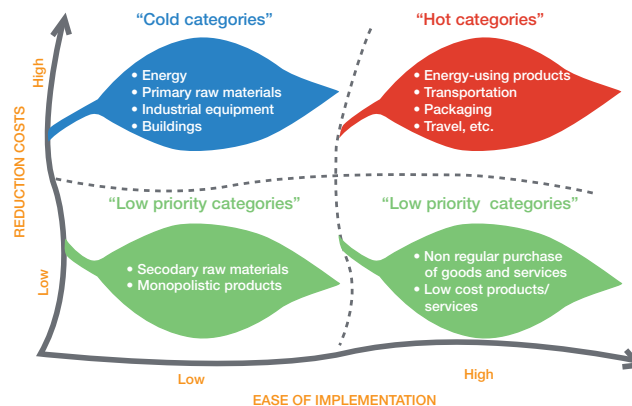 “Cold categories”
“Hot categories”
• Energy
• Primary raw materials
• Industrial equipment
• Buildings
• Energy-using products
• Transportation
• Packaging
• Travel, etc.
High
REDUCTION COSTS
Low
“Low priority categories”
“Low priority categories”
• Secodary raw materials
• Monopolistic products
• Non regular purchase
of goods and services
• Low cost products/
services
Low
High
EASE OF IMPLEMENTATION